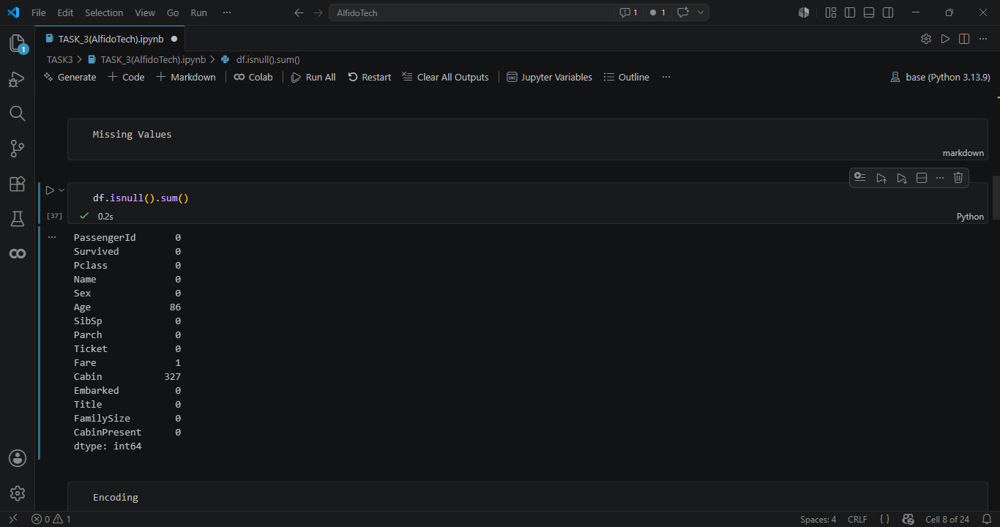 File Edit Selection View Go Run ··· AlfidoTech 1 1
1
TASK_3(AlfidoTech).ipynb
TASK3 > TASK_3(AlfidoTech).ipynb > df.isnull().sum()
Generate + Code + Markdown Colab Run All Restart Clear All Outputs Jupyter Variables Outline ··· base (Python 3.13.9)
Missing Values
markdown
df.isnull().sum()
[37] 0.2s Python
PassengerId 0
Survived 0
Pclass 0
Name 0
Sex 0
Age 86
SibSp 0
Parch 0
Ticket 0
Fare 1
Cabin 327
Embarked 0
Title 0
FamilySize 0
CabinPresent 0
dtype: int64
Encoding
0 1 Spaces: 4 CRLF { } Cell 8 of 24